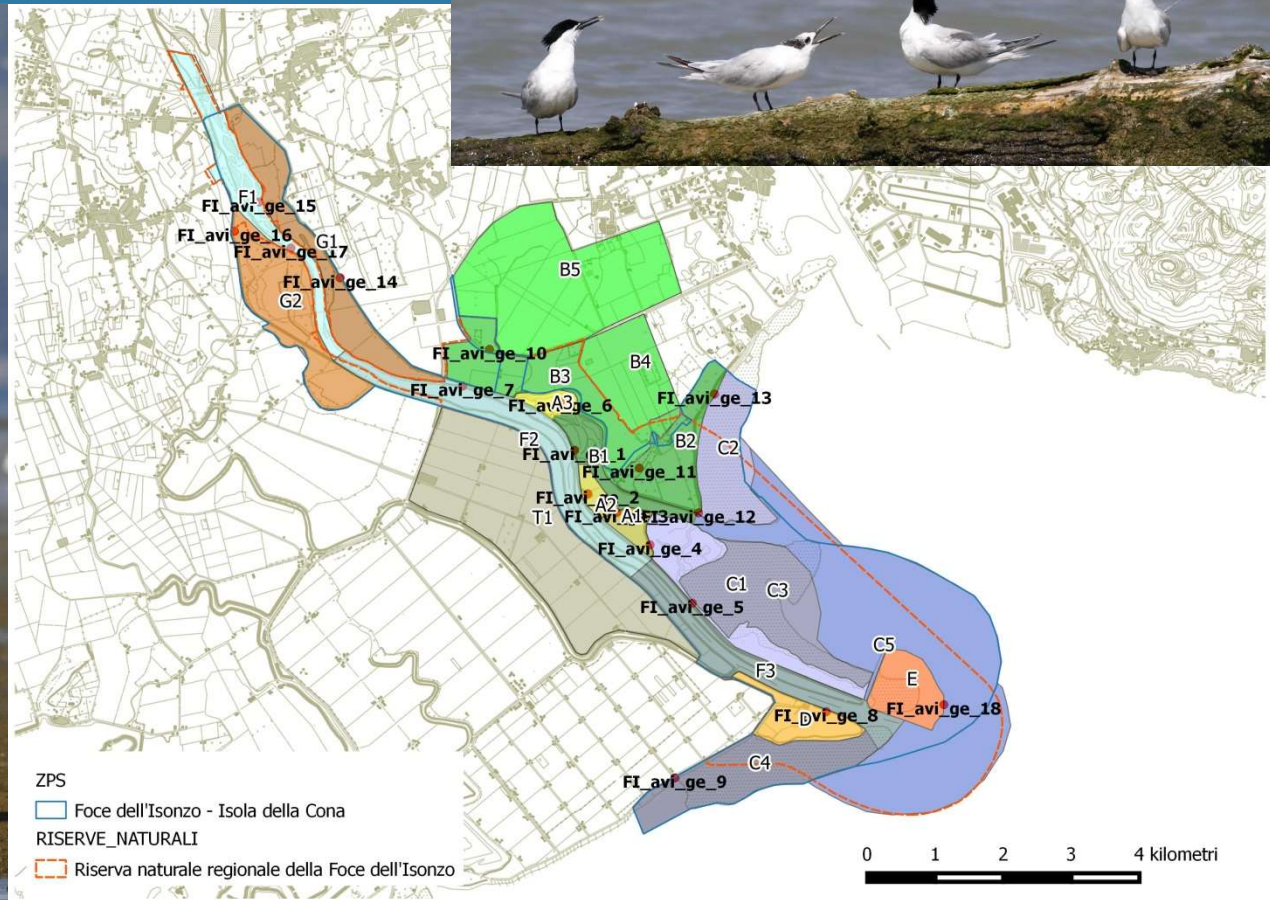 F1
FI_avi_ge_15
FI_avi_ge_16
G1
FI_avi_ge_17
B5
FI_avi_ge_14
G2
FI_avi_ge_10
B4
B3
FI_avi_ge_7
FI_avi_ge_13
A3
FI_avi_ge_6
F2
B2
C2
B1
FI_avi_ge_11
A2
T1
A1
FI_avi_ge_12
FI_avi_ge_4
C1
C3
FI_avi_ge_5
C5
F3
E
FI_avi_ge_18
FI_avi_ge_8
D
C4
FI_avi_ge_9
ZPS
Foce dell'Isonzo - Isola della Cona
RISERVE_NATURALI
Riserva naturale regionale della Foce dell'Isonzo
0 1 2 3 4 kilometri